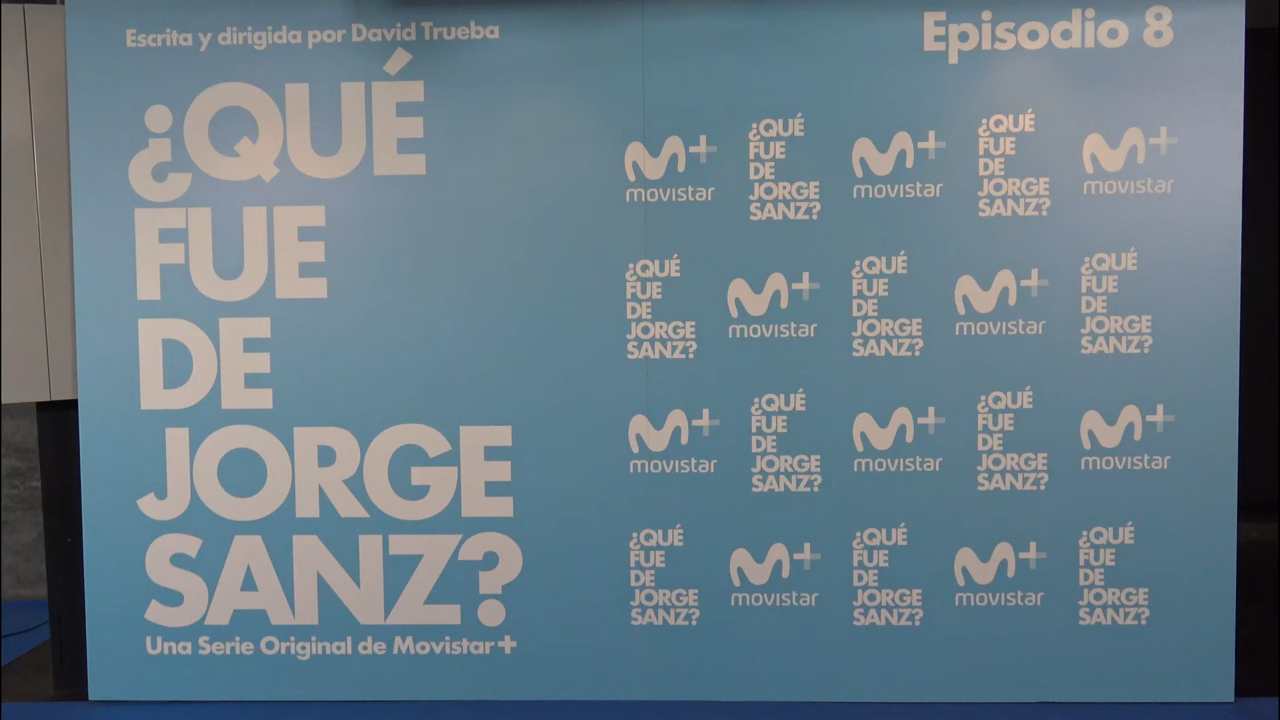 Escrita y dirigida por David Trueba
¿QUÉ
FUE
DE
JORGE
SANZ?
Una Serie Original de Movistar+
Episodio 8
M+
movistar
¿QUÉ
FUE
DE
JORGE
SANZ?
M+
movistar
¿QUÉ
FUE
DE
JORGE
SANZ?
M+
movistar
¿QUÉ
FUE
DE
JORGE
SANZ?
M+
movistar
¿QUÉ
FUE
DE
JORGE
SANZ?
M+
movistar
¿QUÉ
FUE
DE
JORGE
SANZ?
M+
movistar
¿QUÉ
FUE
DE
JORGE
SANZ?
M+
movistar
¿QUÉ
FUE
DE
JORGE
SANZ?
M+
movistar
¿QUÉ
FUE
DE
JORGE
SANZ?
M+
movistar
¿QUÉ
FUE
DE
JORGE
SANZ?
M+
movistar
¿QUÉ
FUE
DE
JORGE
SANZ?